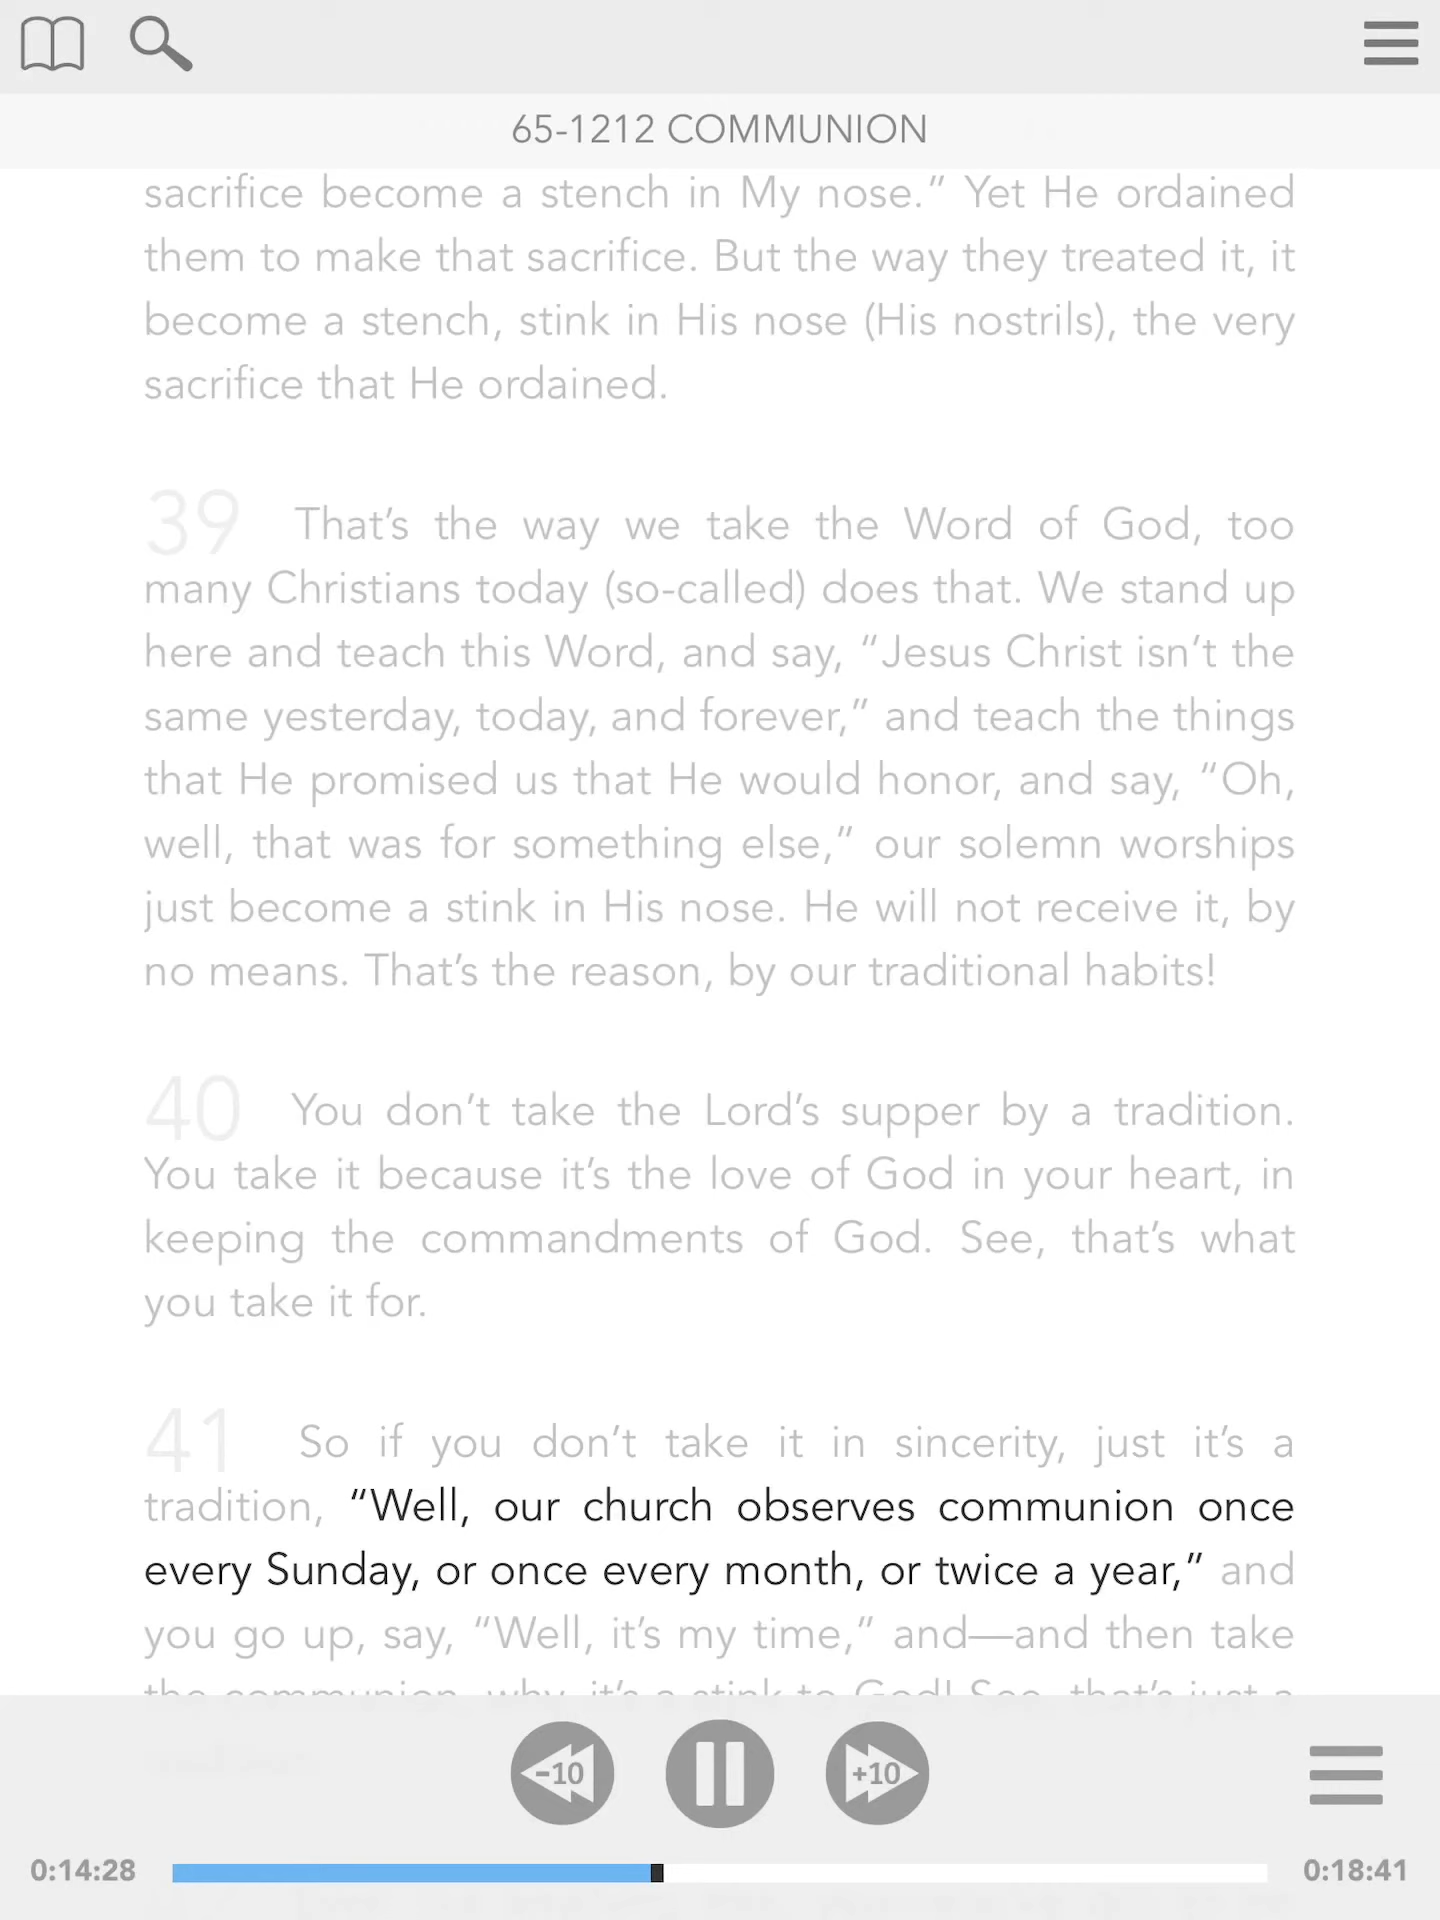 65-1212 COMMUNION
sacrifice become a stench in My nose.” Yet He ordained
them to make that sacrifice. But the way they treated it, it
become a stench, stink in His nose (His nostrils), the very
sacrifice that He ordained.
39 That’s the way we take the Word of God, too
many Christians today (so-called) does that. We stand up
here and teach this Word, and say, “Jesus Christ isn’t the
same yesterday, today, and forever,” and teach the things
that He promised us that He would honor, and say, “Oh,
well, that was for something else,” our solemn worships
just become a stink in His nose. He will not receive it, by
no means. That’s the reason, by our traditional habits!
40 You don’t take the Lord’s supper by a tradition.
You take it because it’s the love of God in your heart, in
keeping the commandments of God. See, that’s what
you take it for.
41 So if you don’t take it in sincerity, just it’s a
tradition, “Well, our church observes communion once
every Sunday, or once every month, or twice a year,” and
you go up, say, “Well, it’s my time,” and—and then take
the communion, why, it’s a stink to God! See, that’s just a
-10 +10
0:14:28 0:18:41